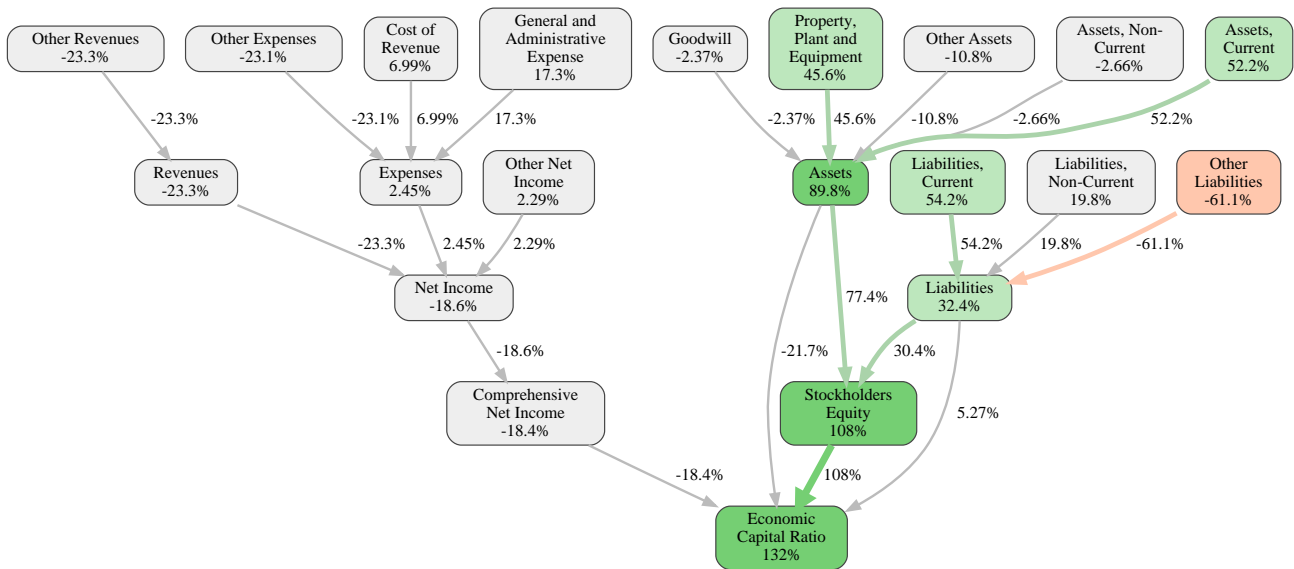 Other Revenues
-23.3%
Other Expenses
-23.1%
Cost of
Revenue
6.99%
General and
Administrative
Expense
17.3%
Goodwill
-2.37%
Property,
Plant and
Equipment
45.6%
Other Assets
-10.8%
Assets, Non-
Current
-2.66%
Assets,
Current
52.2%
-23.3%
-23.1%
6.99%
17.3%
-2.37%
45.6%
-10.8%
-2.66%
52.2%
Revenues
-23.3%
Expenses
2.45%
Other Net
Income
2.29%
Assets
89.8%
Liabilities,
Current
54.2%
Liabilities,
Non-Current
19.8%
Other
Liabilities
-61.1%
-23.3%
2.45%
2.29%
54.2%
19.8%
-61.1%
Net Income
-18.6%
77.4%
Liabilities
32.4%
-18.6%
-21.7%
30.4%
Comprehensive
Net Income
-18.4%
Stockholders
Equity
108%
5.27%
-18.4%
108%
Economic
Capital Ratio
132%